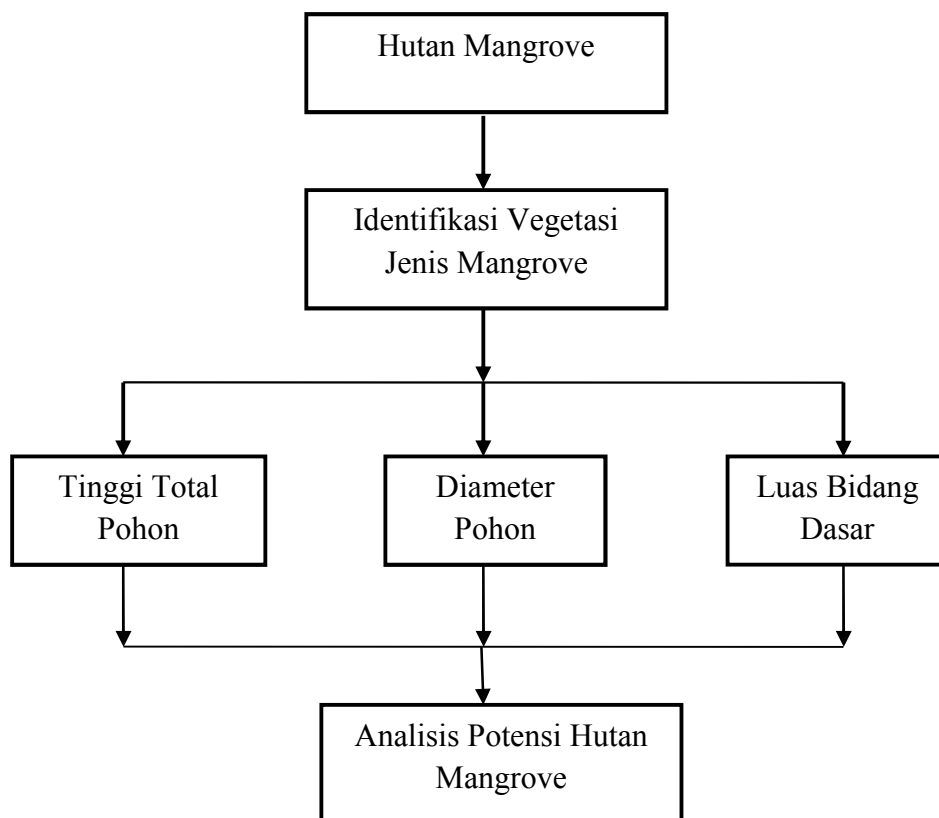 Hutan Mangrove
Identifikasi Vegetasi
Jenis Mangrove
Tinggi Total
Pohon
Diameter
Pohon
Luas Bidang
Dasar
Analisis Potensi Hutan
Mangrove